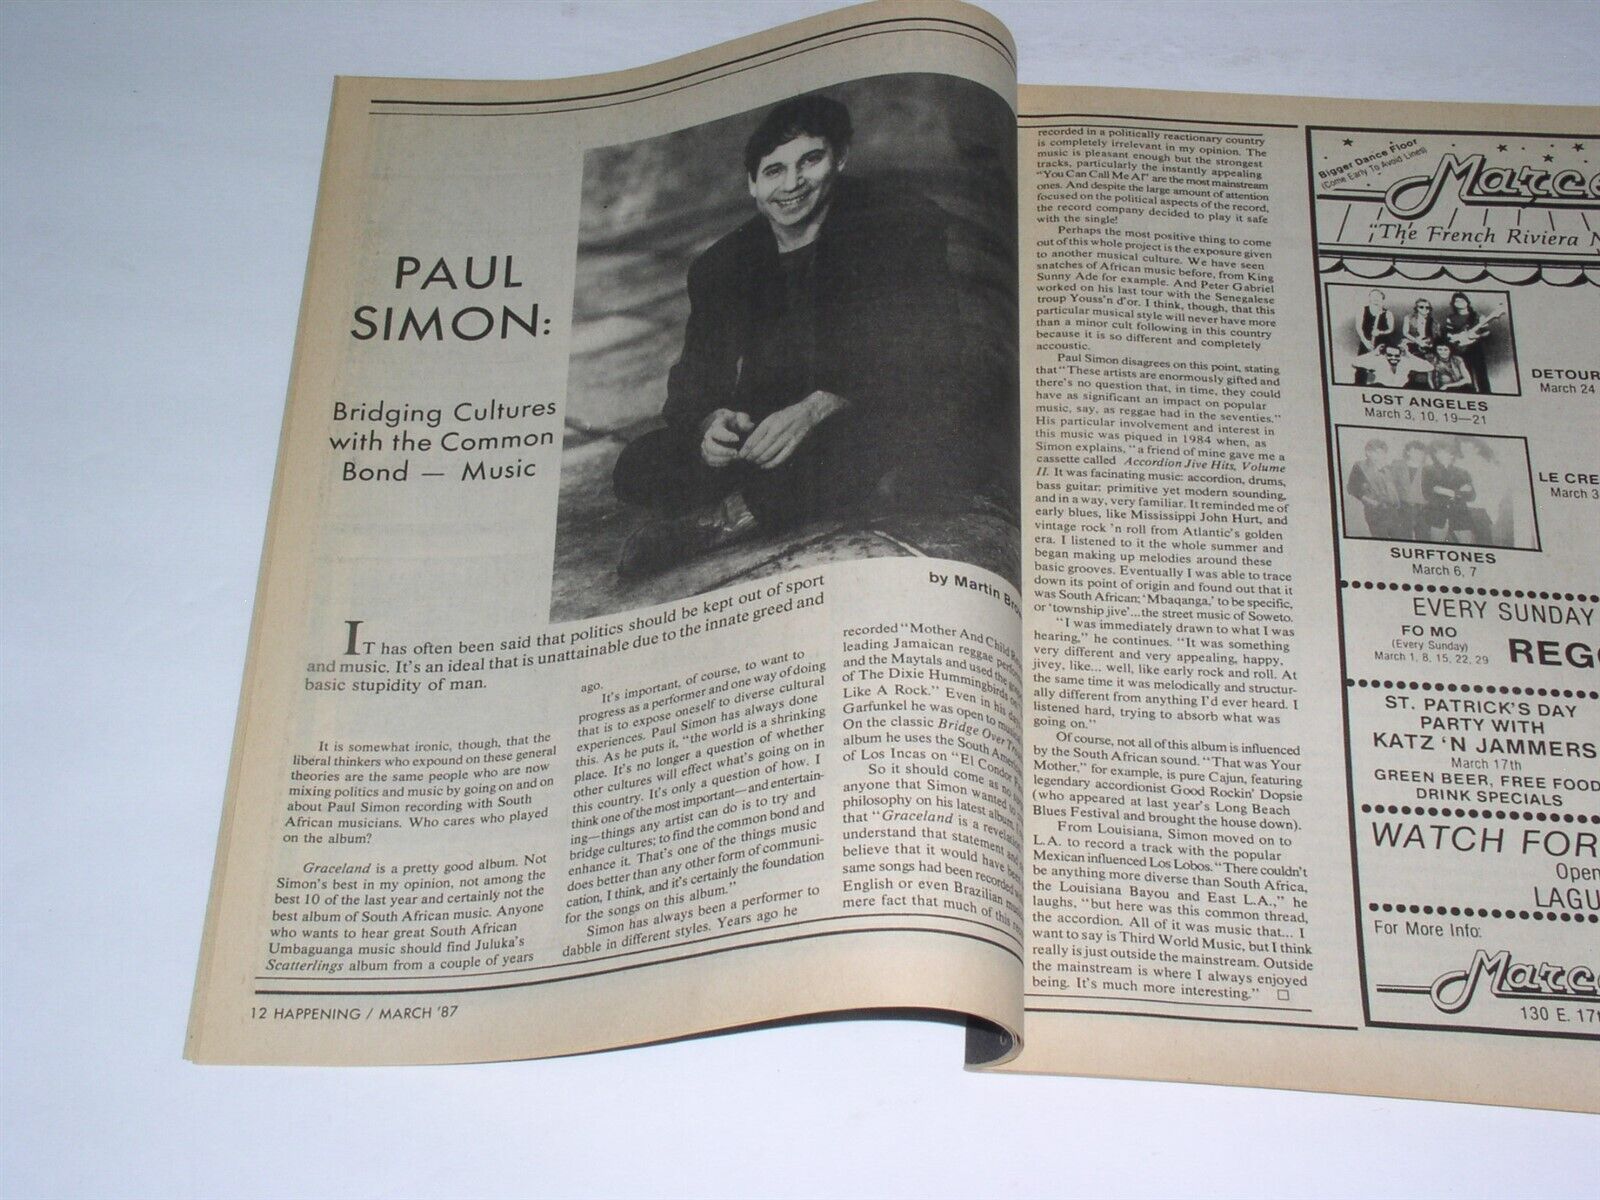 PAUL
SIMON:
Bridging Cultures
with the Common
Bond — Music
by Martin
IT has often been said that politics should be kept out of sport
and music. It's an ideal that is unattainable due to the innate greed and
basic stupidity of man.
It is somewhat ironic, though, that the
liberal thinkers who expound on these general
theories are the same people who are now
mixing politics and music by going on and on
about Paul Simon recording with South
African musicians. Who cares who played
on the album?
Graceland is a pretty good album. Not
Simon's best in my opinion, not among the
best 10 of the last year and certainly not the
best album of South African music. Anyone
who wants to hear great South African
Umbaguanga music should find Juluka's
Scatterlings album from a couple of years
ago.
It's important, of course, to want to
progress as a performer and one way of doing
that is to expose oneself to diverse cultural
experiences. Paul Simon has always done
this. As he puts it, "the world is a shrinking
place. It's no longer a question of whether
other cultures will effect what's going on in
this country. It's only a question of how. I
think one of the most important—and entertain-
ing—things any artist can do is to try and
bridge cultures; to find the common bond and
enhance it. That's one of the things music
does better than any other form of communi-
cation, I think, and it's certainly the foundation
for the songs on this album."
Simon has always been a performer to
dabble in different styles. Years ago he
recorded "Mother And Child
leading Jamaican reggae
and the Maytals and used the
of The Dixie Hummingbirds
Like A Rock." Even in his
Garfunkel he was open to
On the classic Bridge Over
album he uses the South
of Los Incas on "El Condor
So it should come as no
anyone that Simon wanted to
philosophy on his latest album,
that "Graceland is a
understand that statement
believe that it would have
same songs had been recorded
English or even Brazilian
mere fact that much of this
12 HAPPENING / MARCH '87
recorded in a politically reactionary country
is completely irrelevant in my opinion. The
music is pleasant enough but the strongest
tracks, particularly the instantly appealing
"You Can Call Me Al" are the most mainstream
ones. And despite the large amount of attention
focused on the political aspects of the record,
the record company decided to play it safe
with the single!
Perhaps the most positive thing to come
out of this whole project is the exposure given
to another musical culture. We have seen
snatches of African music before, from King
Sunny Ade for example. And Peter Gabriel
worked on his last tour with the Senegalese
troup Youss'n d'or. I think, though, that this
particular musical style will never have more
than a minor cult following in this country
because it is so different and completely
accoustic.
Paul Simon disagrees on this point, stating
that "These artists are enormously gifted and
there's no question that, in time, they could
have as significant an impact on popular
music, say, as reggae had in the seventies."
His particular involvement and interest in
this music was piqued in 1984 when, as
Simon explains, "a friend of mine gave me a
cassette called Accordion Jive Hits, Volume
II. It was facinating music: accordion, drums,
bass guitar; primitive yet modern sounding,
and in a way, very familiar. It reminded me of
early blues, like Mississippi John Hurt, and
vintage rock 'n roll from Atlantic's golden
era. I listened to it the whole summer and
began making up melodies around these
basic grooves. Eventually I was able to trace
down its point of origin and found out that it
was South African; 'Mbaqanga,' to be specific,
or 'township jive'...the street music of Soweto.
"I was immediately drawn to what I was
hearing," he continues. "It was something
very different and very appealing, happy,
jivey, like... well, like early rock and roll. At
the same time it was melodically and structur-
ally different from anything I'd ever heard. I
listened hard, trying to absorb what was
going on."
Of course, not all of this album is influenced
by the South African sound. "That was Your
Mother," for example, is pure Cajun, featuring
legendary accordionist Good Rockin' Dopsie
(who appeared at last year's Long Beach
Blues Festival and brought the house down).
From Louisiana, Simon moved on to
L.A. to record a track with the popular
Mexican influenced Los Lobos. "There couldn't
be anything more diverse than South Africa,
the Louisiana Bayou and East L.A.," he
laughs, "but here was this common thread,
the accordion. All of it was music that... I
want to say is Third World Music, but I think
really is just outside the mainstream. Outside
the mainstream is where I always enjoyed
being. It's much more interesting."
Bigger Dance Floor
(Come Early To Avoid Lines)
Marce
"The French Riviera N
LOST ANGELES
March 3, 10, 19—21
DETOUR
March 24
SURFTONES
March 6, 7
LE CRE
March 3
EVERY SUNDAY
FO MO
(Every Sunday)
March 1, 8, 15, 22, 29
REG
ST. PATRICK'S DAY
PARTY WITH
KATZ 'N JAMMERS
March 17th
GREEN BEER, FREE FOOD
DRINK SPECIALS
WATCH FOR
Open
LAGU
For More Info:
Marce
130 E. 17t